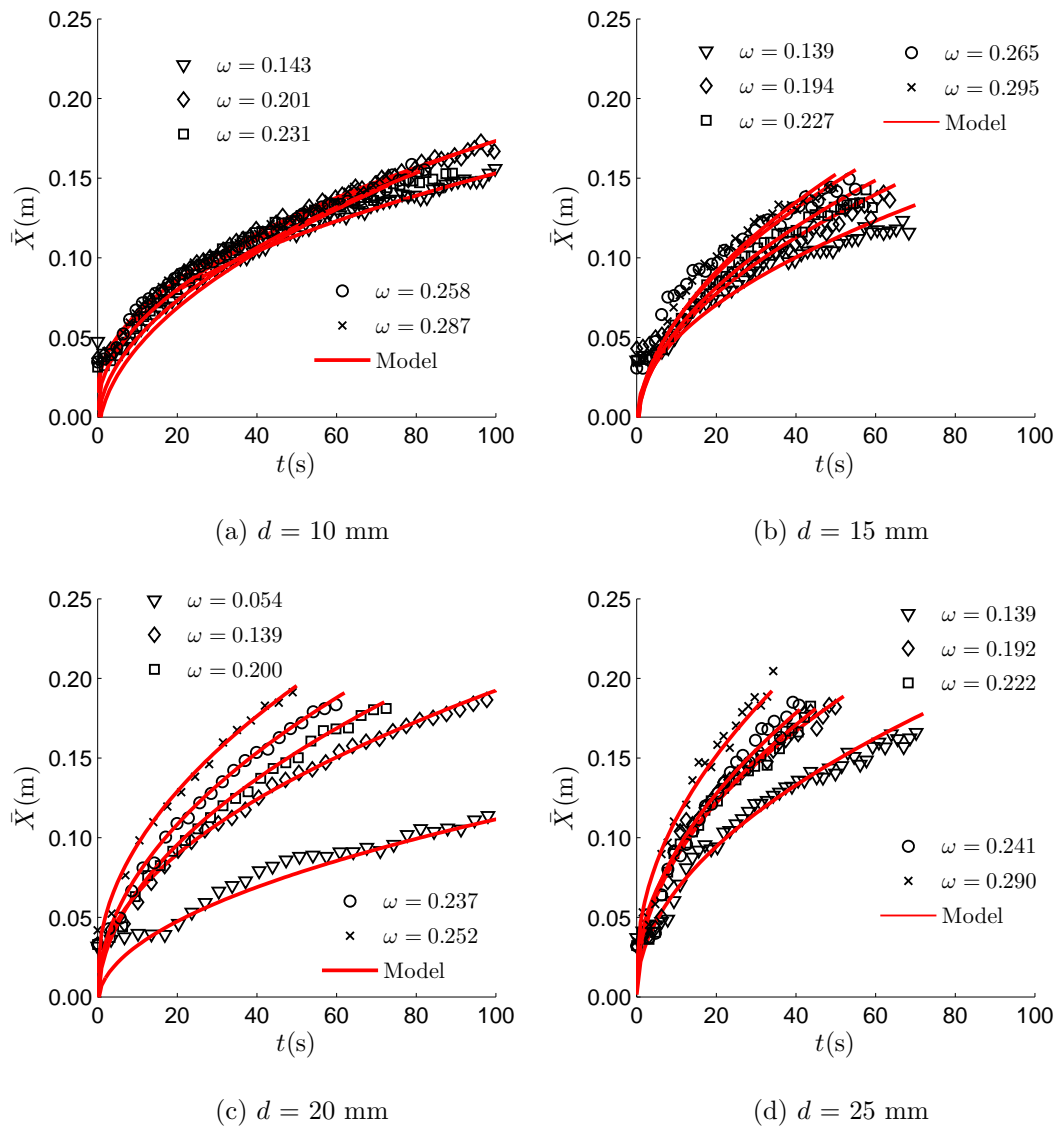 0.25
0.20
0.15
0.10
0.05
0.00
X̄(m)
ω = 0.143
ω = 0.201
ω = 0.231
ω = 0.258
ω = 0.287
Model
0 20 40 60 80 100
t(s)
(a) d = 10 mm
0.25
0.20
0.15
0.10
0.05
0.00
X̄(m)
ω = 0.139
ω = 0.194
ω = 0.227
ω = 0.265
ω = 0.295
Model
0 20 40 60 80 100
t(s)
(b) d = 15 mm
0.25
0.20
0.15
0.10
0.05
0.00
X̄(m)
ω = 0.054
ω = 0.139
ω = 0.200
ω = 0.237
ω = 0.252
Model
0 20 40 60 80 100
t(s)
(c) d = 20 mm
0.25
0.20
0.15
0.10
0.05
0.00
X̄(m)
ω = 0.139
ω = 0.192
ω = 0.222
ω = 0.241
ω = 0.290
Model
0 20 40 60 80 100
t(s)
(d) d = 25 mm